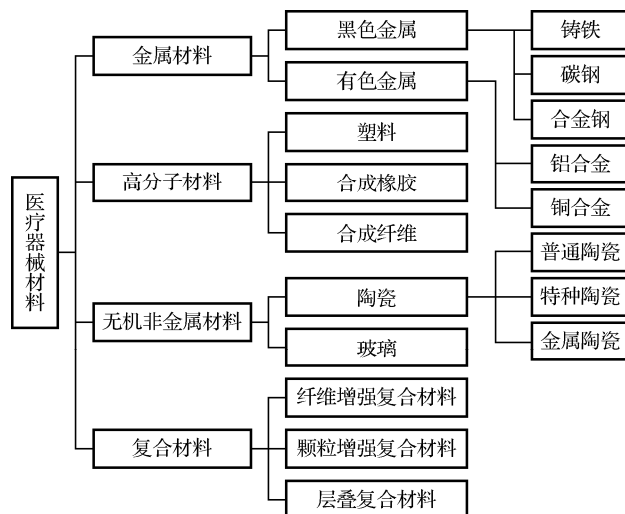 医疗器械材料
金属材料
黑色金属
铸铁
碳钢
合金钢
有色金属
铝合金
铜合金
高分子材料
塑料
合成橡胶
合成纤维
无机非金属材料
陶瓷
普通陶瓷
特种陶瓷
金属陶瓷
玻璃
复合材料
纤维增强复合材料
颗粒增强复合材料
层叠复合材料